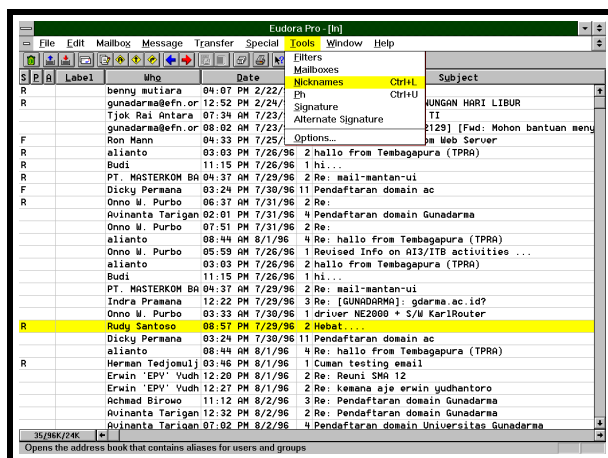 Eudora Pro - [In]
File Edit Mailbox Message Transfer Special Tools Window Help
Filters
Mailboxes
Nicknames Ctrl+L
Ph Ctrl+U
Signature
Alternate Signature
Options...
S P A Label Who Date Subject
R benny mutiara 04:07 PM 2/22/
R gunadarma@efn.or 12:52 PM 2/24/ NUNGAN HARI LIBUR
Tjok Rai Antara 07:34 AM 7/23/ TI
gunadarma@efn.or 08:02 AM 7/23/ 2129] [Fwd: Mohon bantuan meny
F Ron Mann 04:33 PM 7/25/ om Web Server
R alianto 03:03 PM 7/26/96 2 hallo from Tembagapura (TPRA)
R Budi 11:15 PM 7/26/96 1 hi...
R PT. MASTERKOM BA 04:37 AM 7/29/96 2 Re: mail-mantan-ui
F Dicky Permana 03:24 PM 7/30/96 11 Pendaftaran domain ac
R Onno W. Purbo 06:37 AM 7/31/96 2 Re:
Avinanta Tarigan 02:01 PM 7/31/96 4 Pendaftaran domain Gunadarma
Onno W. Purbo 07:51 PM 7/31/96 2 Re:
alianto 08:44 AM 8/1/96 4 Re: hallo from Tembagapura (TPRA)
Onno W. Purbo 05:59 AM 7/26/96 1 Revised Info on AI3/ITB activities ...
alianto 03:03 PM 7/26/96 2 hallo from Tembagapura (TPRA)
Budi 11:15 PM 7/26/96 1 hi...
PT. MASTERKOM BA 04:37 AM 7/29/96 2 Re: mail-mantan-ui
Indra Pramana 12:22 PM 7/29/96 3 Re: [GUNADARMA]: gdarma.ac.id?
Onno W. Purbo 03:33 AM 7/30/96 1 driver NE2000 + S/W KarlRouter
R Rudy Santoso 08:57 PM 7/29/96 2 Hebat....
Dicky Permana 03:24 PM 7/30/96 11 Pendaftaran domain ac
alianto 08:44 AM 8/1/96 4 Re: hallo from Tembagapura (TPRA)
R Herman Tedjomulj 03:46 PM 8/1/96 1 Cuman testing email
Erwin 'EPY' Yudh 12:20 PM 8/1/96 2 Re: Reuni SMA 12
Erwin 'EPY' Yudh 12:27 PM 8/1/96 2 Re: kemana aje erwin yudhantoro
Achmad Birowo 11:12 AM 8/2/96 3 Re: Pendaftaran domain Gunadarma
Avinanta Tarigan 12:32 PM 8/2/96 2 Re: Pendaftaran domain Gunadarma
Avinanta Tarigan 07:02 PM 8/2/96 4 Pendaftaran domain Universitas Gunadarma
35/96K/24K
Opens the address book that contains aliases for users and groups